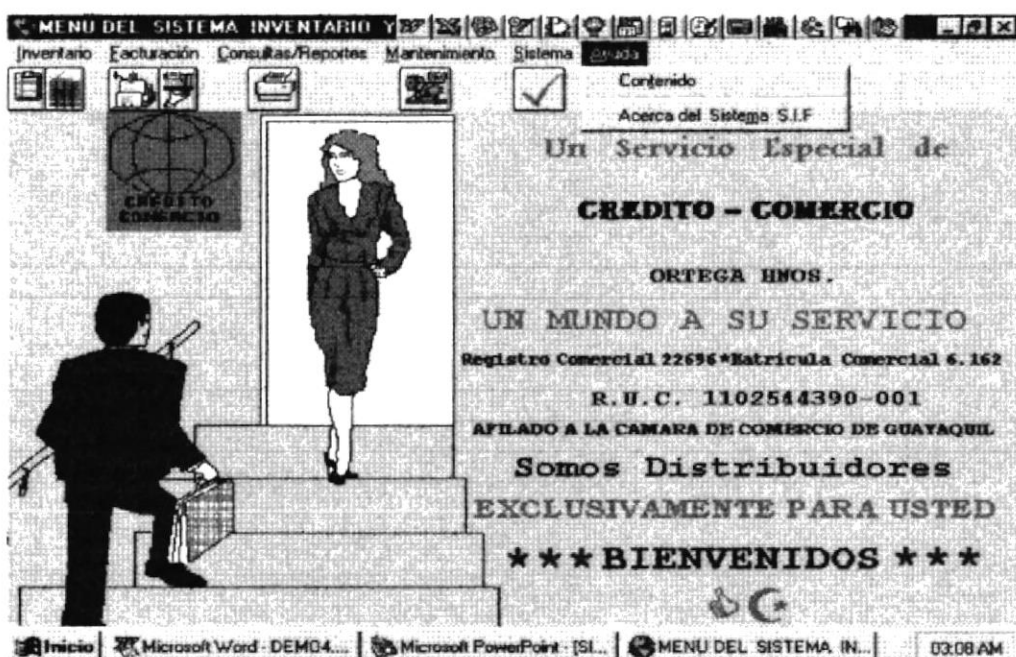 MENU DEL SISTEMA INVENTARIO Y
Inventario Facturación Consultas/Reportes Mantenimiento Sistema Ayuda
Contenido
Acerca del Sistema S.I.F
CREDITO
COMERCIO
Un Servicio Especial de
CREDITO - COMERCIO
ORTEGA HNOS.
UN MUNDO A SU SERVICIO
Registro Comercial 22696*Matricula Comercial 6.162
R.U.C. 1102544390-001
AFILADO A LA CAMARA DE COMERCIO DE GUAYAQUIL
Somos Distribuidores
EXCLUSIVAMENTE PARA USTED
*** BIENVENIDOS ***
Inicio Microsoft Word - DEMO4.... Microsoft PowerPoint - [SI... MENU DEL SISTEMA IN... 03:08 AM